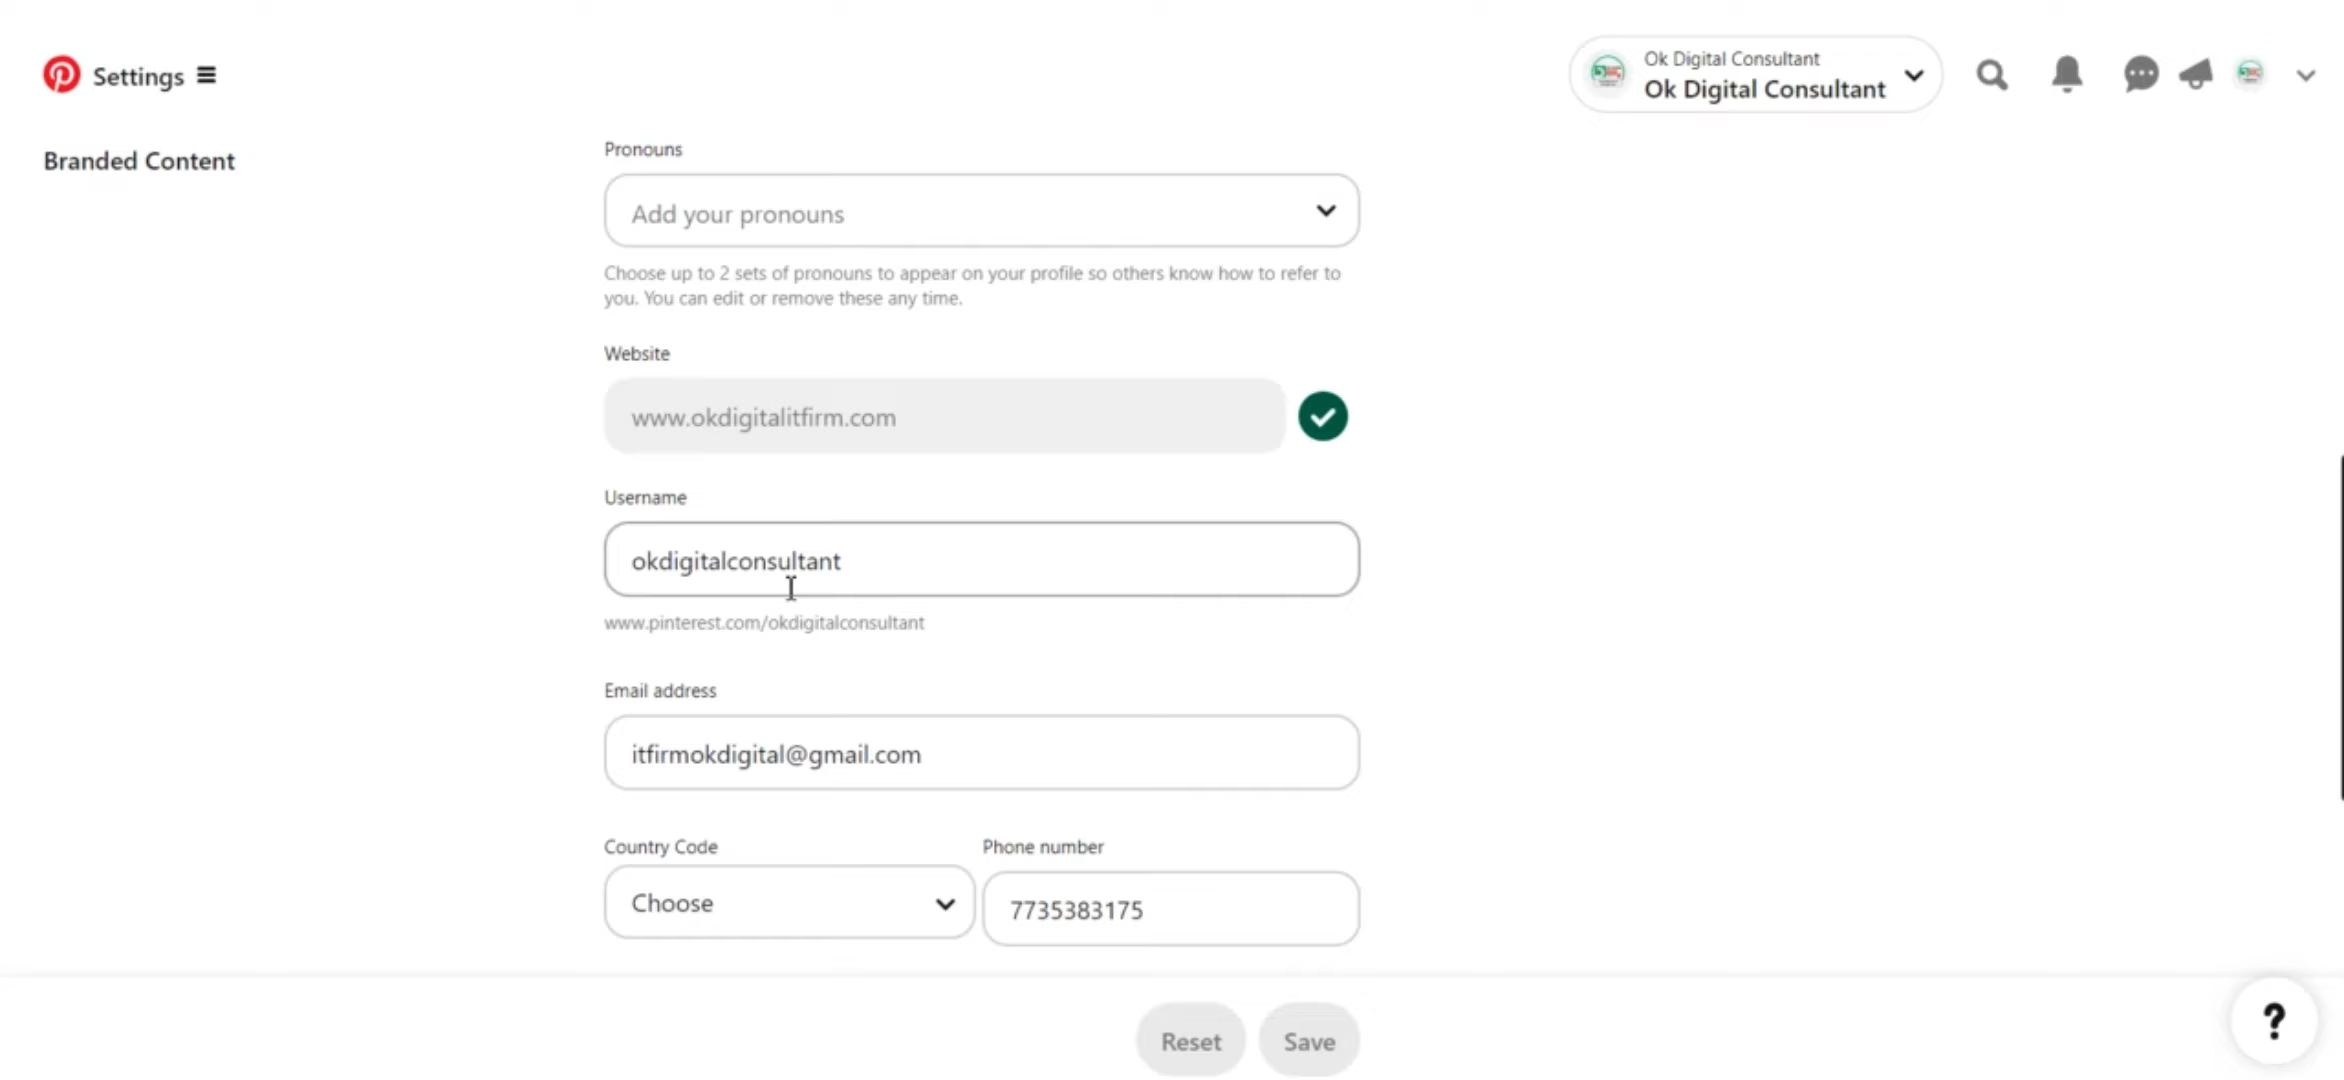 Settings
Ok Digital Consultant
Ok Digital Consultant
Branded Content
Pronouns
Add your pronouns
Choose up to 2 sets of pronouns to appear on your profile so others know how to refer to
you. You can edit or remove these any time.
Website
www.okdigitalitfirm.com
Username
okdigitalconsultant
www.pinterest.com/okdigitalconsultant
Email address
itfirmokdigital@gmail.com
Country Code
Phone number
Choose
7735383175
Reset
Save
?